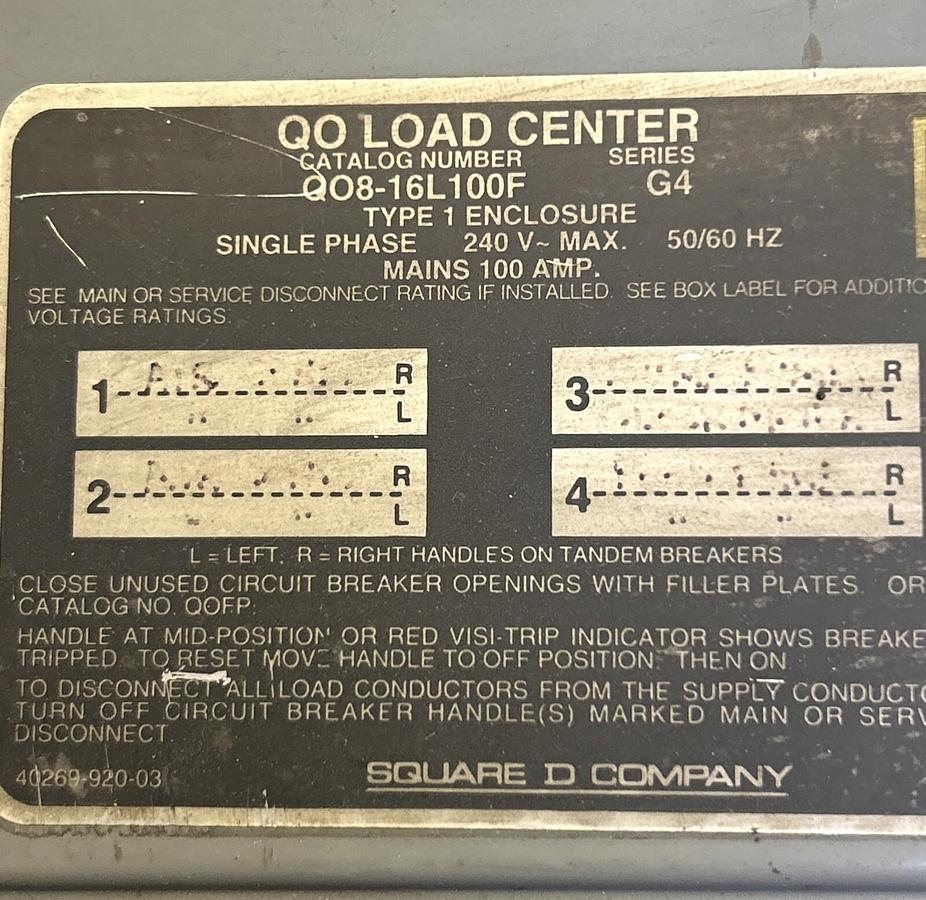 QO LOAD CENTER
CATALOG NUMBER SERIES
QO8-16L100F G4
TYPE 1 ENCLOSURE
SINGLE PHASE 240 V~ MAX. 50/60 HZ
MAINS 100 AMP.
SEE MAIN OR SERVICE DISCONNECT RATING IF INSTALLED. SEE BOX LABEL FOR ADDITIO
VOLTAGE RATINGS.
1 R L
3 R L
2 R L
4 R L
L = LEFT, R = RIGHT HANDLES ON TANDEM BREAKERS
CLOSE UNUSED CIRCUIT BREAKER OPENINGS WITH FILLER PLATES. OR
CATALOG NO. QOFP.
HANDLE AT MID-POSITION OR RED VISI-TRIP INDICATOR SHOWS BREAKE
TRIPPED. TO RESET MOVE HANDLE TO OFF POSITION, THEN ON
TO DISCONNECT ALL LOAD CONDUCTORS FROM THE SUPPLY CONDUCTO
TURN OFF CIRCUIT BREAKER HANDLE(S) MARKED MAIN OR SERV
DISCONNECT.
40269-920-03
SQUARE D COMPANY